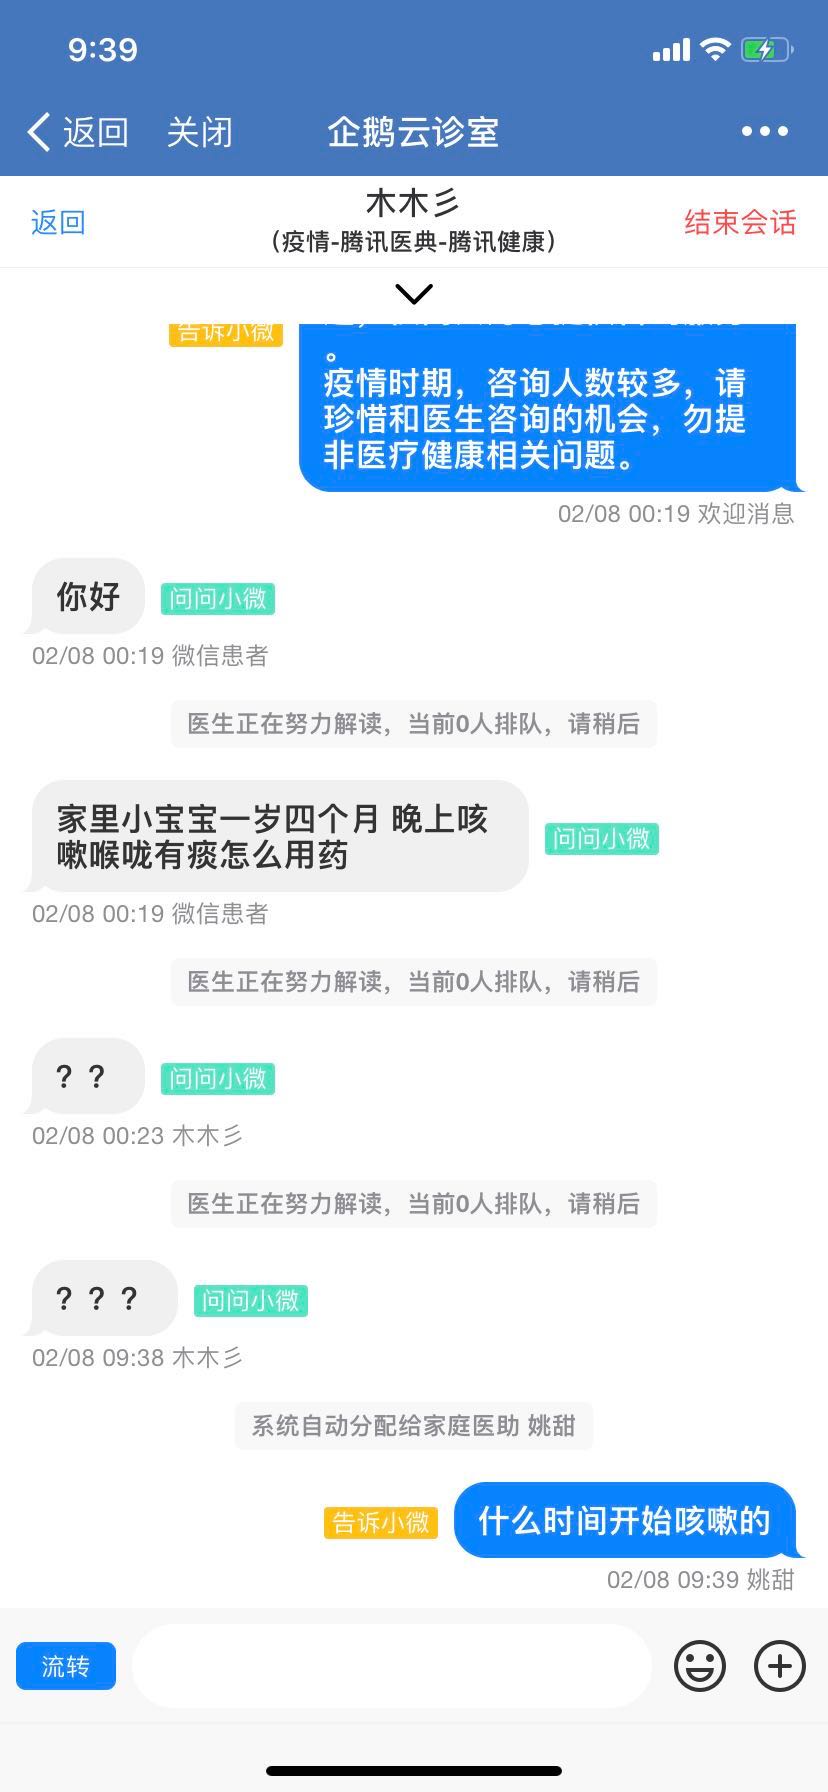 9:39
返回 关闭 企鹅云诊室
返回 木木彡 结束会话
(疫情-腾讯医典-腾讯健康)
告诉小微
。
疫情时期，咨询人数较多，请
珍惜和医生咨询的机会，勿提
非医疗健康相关问题。
02/08 00:19 欢迎消息
你好 问问小微
02/08 00:19 微信患者
医生正在努力解读，当前0人排队，请稍后
家里小宝宝一岁四个月 晚上咳
嗽喉咙有痰怎么用药
问问小微
02/08 00:19 微信患者
医生正在努力解读，当前0人排队，请稍后
？？ 问问小微
02/08 00:23 木木彡
医生正在努力解读，当前0人排队，请稍后
？？？ 问问小微
02/08 09:38 木木彡
系统自动分配给家庭医助 姚甜
告诉小微 什么时间开始咳嗽的
02/08 09:39 姚甜
流转